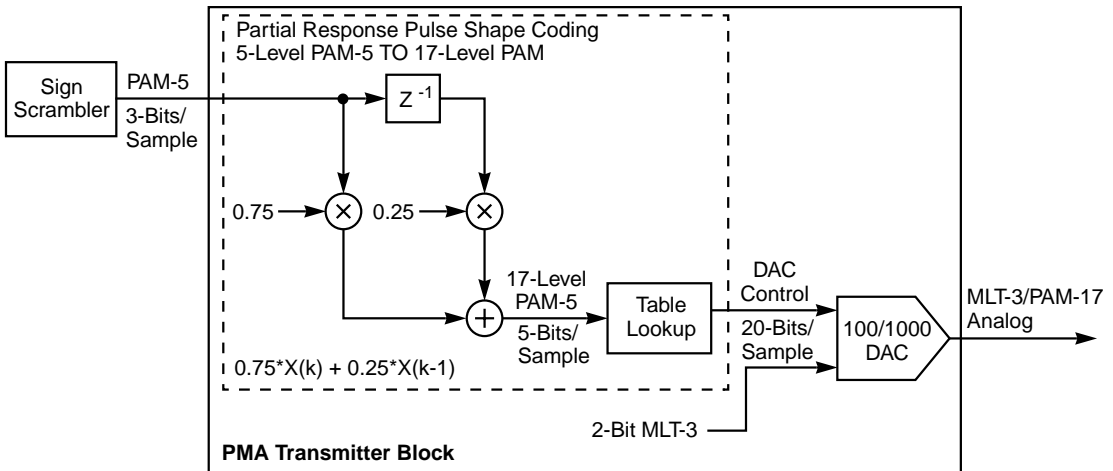 Partial Response Pulse Shape Coding
5-Level PAM-5 TO 17-Level PAM
Sign
Scrambler
PAM-5
3-Bits/
Sample
Z -1
0.75
×
0.25
×
17-Level
PAM-5
+
5-Bits/
Sample
Table
Lookup
DAC
Control
20-Bits/
Sample
100/1000
DAC
MLT-3/PAM-17
Analog
0.75*X(k) + 0.25*X(k-1)
2-Bit MLT-3
PMA Transmitter Block